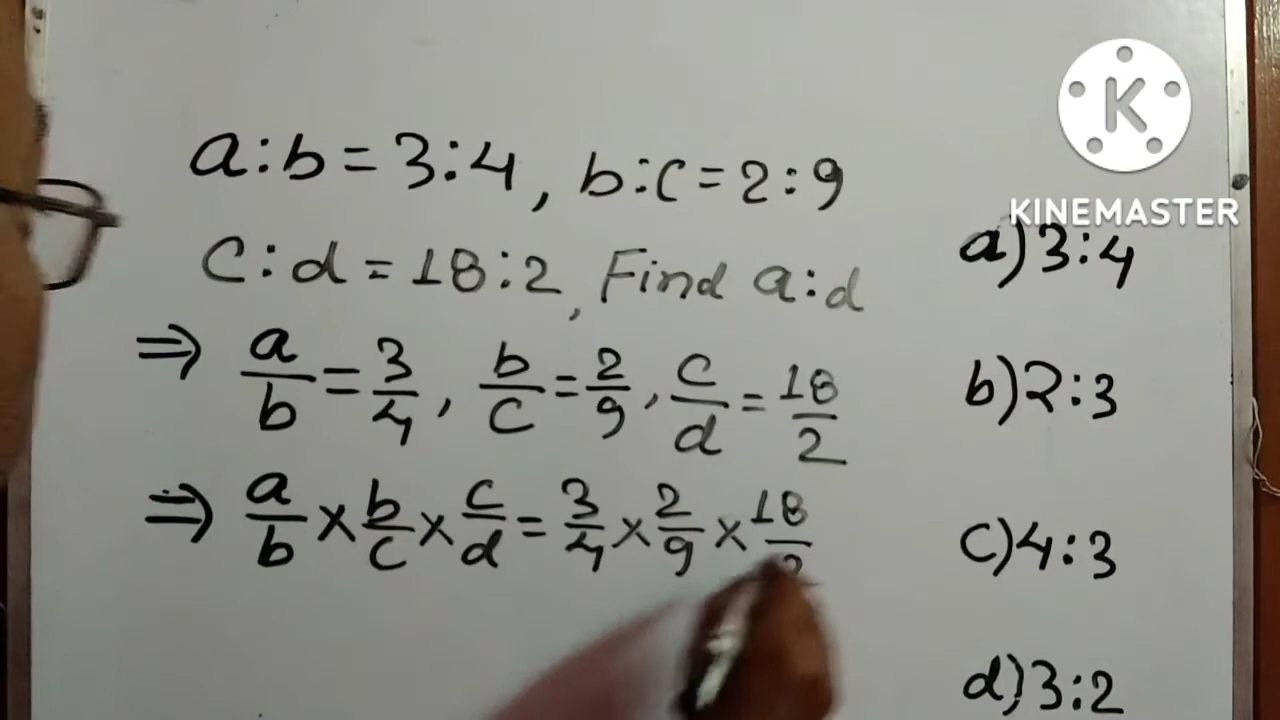 a:b=3:4, b:c=2:9
c:d=18:2, Find a:d
⇒ a/b = 3/4, b/c = 2/9, c/d = 18/2
⇒ a/b × b/c × c/d = 3/4 × 2/9 × 18/2
K
KINEMASTER
a) 3:4
b) 2:3
c) 4:3
d) 3:2